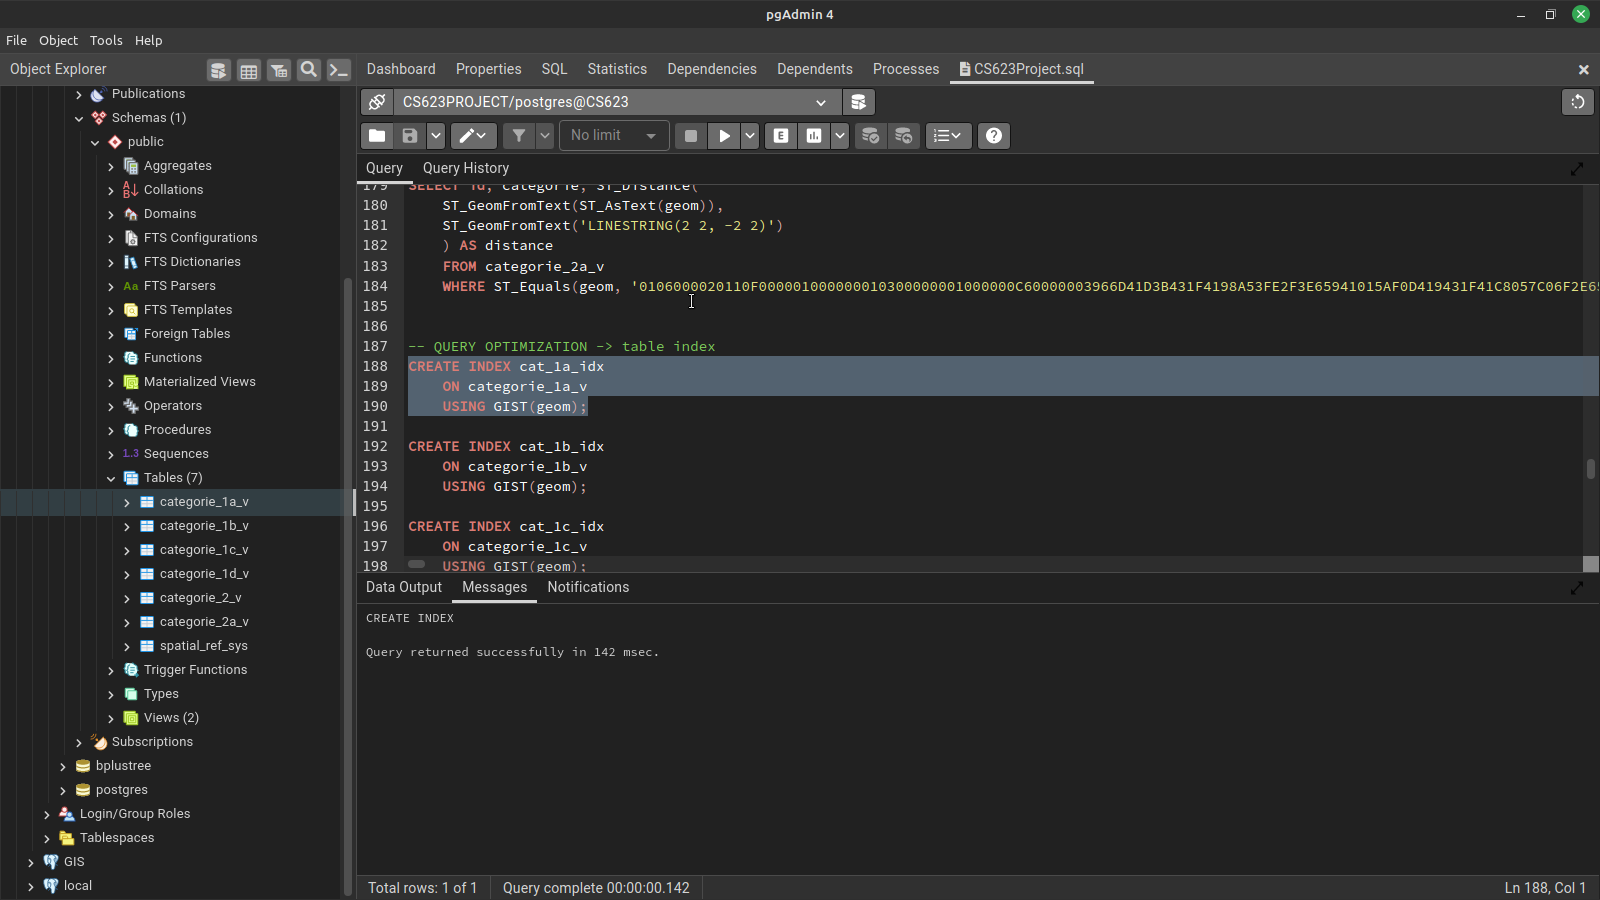 pgAdmin 4
File Object Tools Help
Object Explorer
Dashboard Properties SQL Statistics Dependencies Dependents Processes CS623Project.sql
Publications
Schemas (1)
public
Aggregates
Collations
Domains
FTS Configurations
FTS Dictionaries
Aa FTS Parsers
FTS Templates
Foreign Tables
Functions
Materialized Views
Operators
Procedures
1.3 Sequences
Tables (7)
categorie_1a_v
categorie_1b_v
categorie_1c_v
categorie_1d_v
categorie_2_v
categorie_2a_v
spatial_ref_sys
Trigger Functions
Types
Views (2)
Subscriptions
bplustree
postgres
Login/Group Roles
Tablespaces
GIS
local
CS623PROJECT/postgres@CS623
No limit
E
Query Query History
179 SELECT id, categorie, ST_Distance(
180 ST_GeomFromText(ST_AsText(geom)),
181 ST_GeomFromText('LINESTRING(2 2, -2 2)')
182 ) AS distance
183 FROM categorie_2a_v
184 WHERE ST_Equals(geom, '0106000020110F000001000000010300000001000000C60000003966D41D3B431F4198A53FE2F3E65941015AF0D419431F41C8057C06F2E6
185
186
187 -- QUERY OPTIMIZATION -> table index
188 CREATE INDEX cat_1a_idx
189 ON categorie_1a_v
190 USING GIST(geom);
191
192 CREATE INDEX cat_1b_idx
193 ON categorie_1b_v
194 USING GIST(geom);
195
196 CREATE INDEX cat_1c_idx
197 ON categorie_1c_v
198 USING GIST(geom);
Data Output Messages Notifications
CREATE INDEX
Query returned successfully in 142 msec.
Total rows: 1 of 1 Query complete 00:00:00.142 Ln 188, Col 1